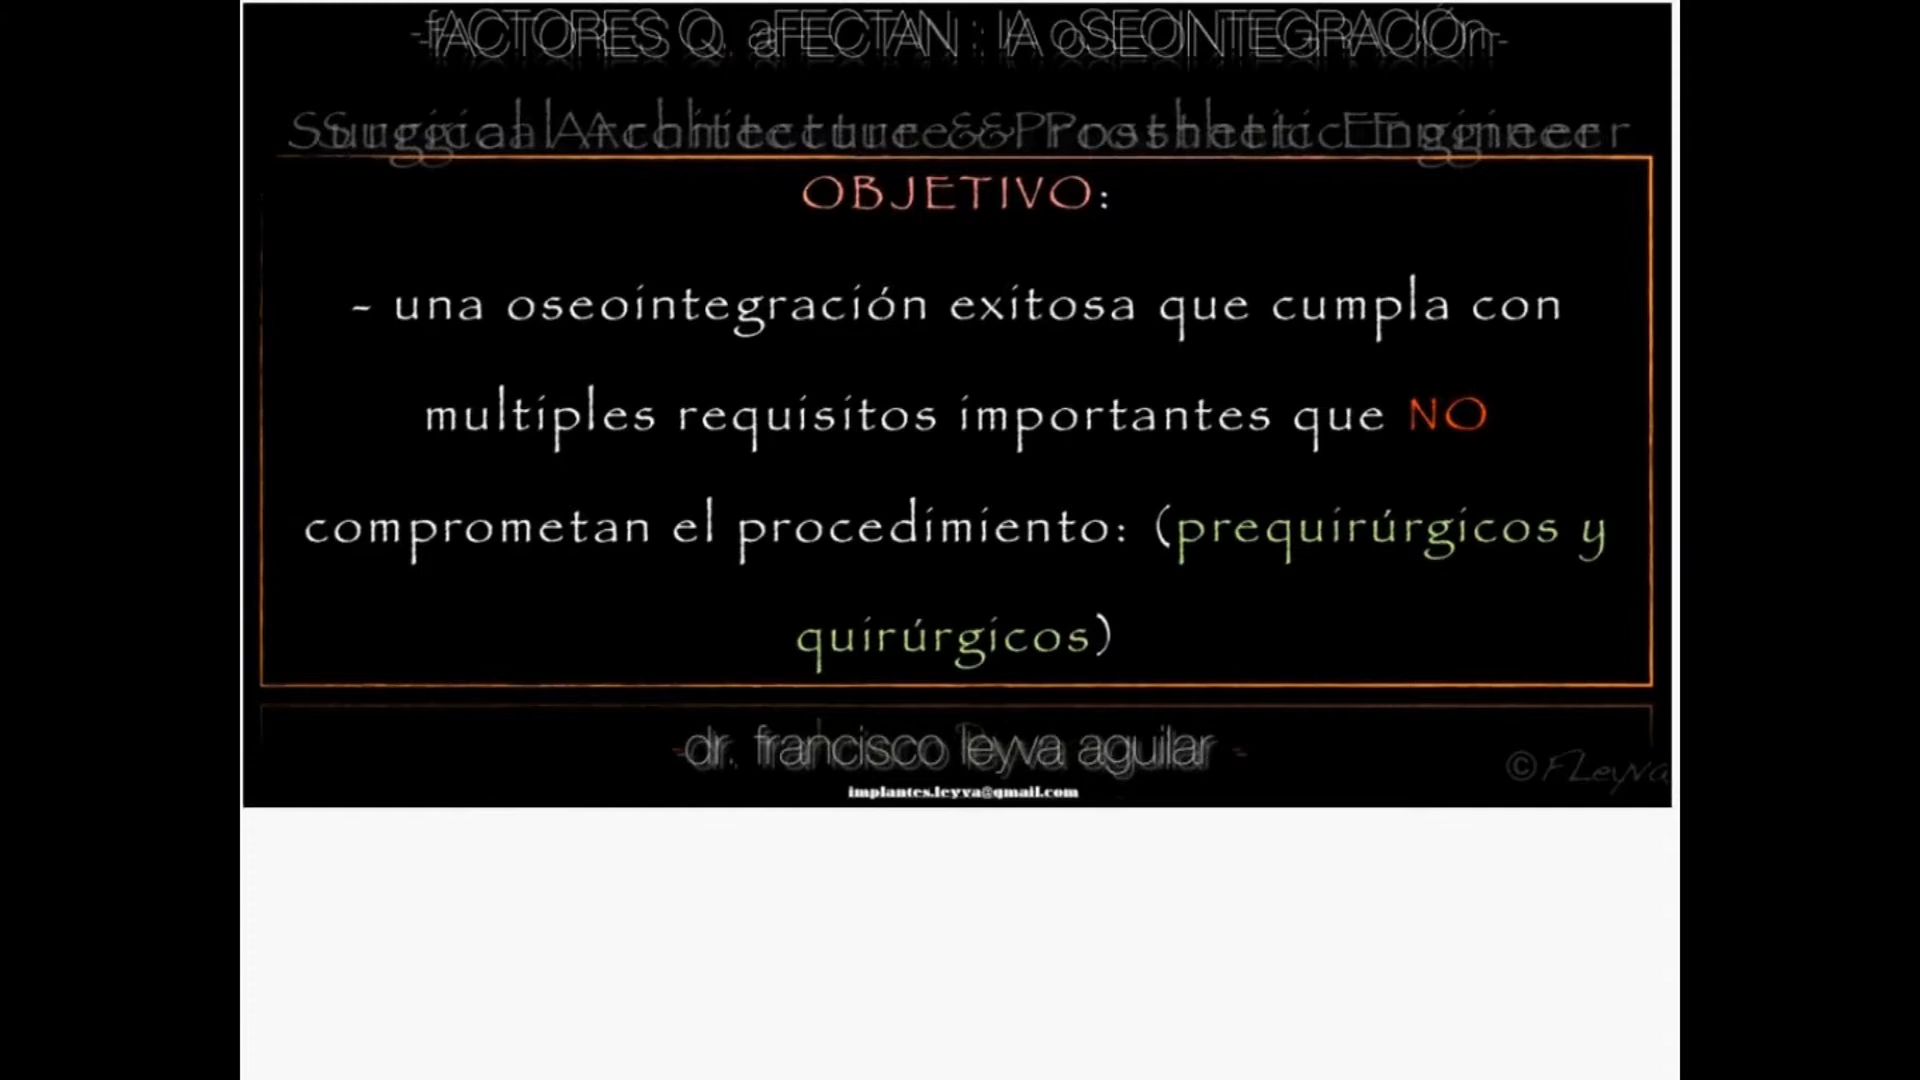 -fACTORES Q. aFECTAN : lA oSEOINTEGRACIÓn-
Surgical Architecture & Prosthetic Engineer
OBJETIVO:
- una oseointegración exitosa que cumpla con
multiples requisitos importantes que NO
comprometan el procedimiento: (prequirúrgicos y
quirúrgicos)
-dr. francisco leyva aguilar -
©FLeyva
implantes.leyva@gmail.com